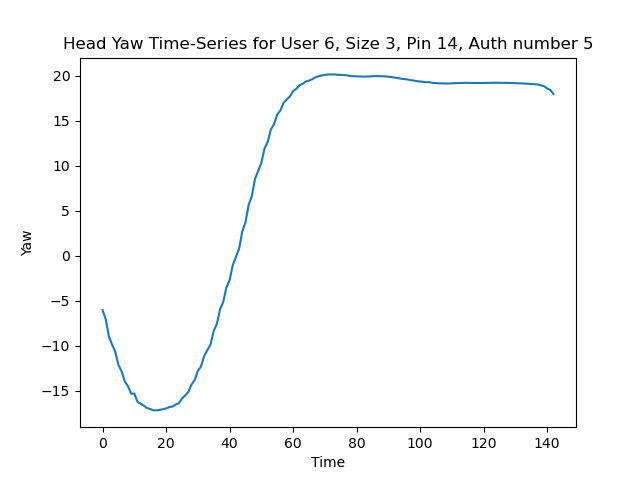 Head Yaw Time-Series for User 6, Size 3, Pin 14, Auth number 5
20
15
10
5
0
−5
−10
−15
Yaw
0 20 40 60 80 100 120 140
Time